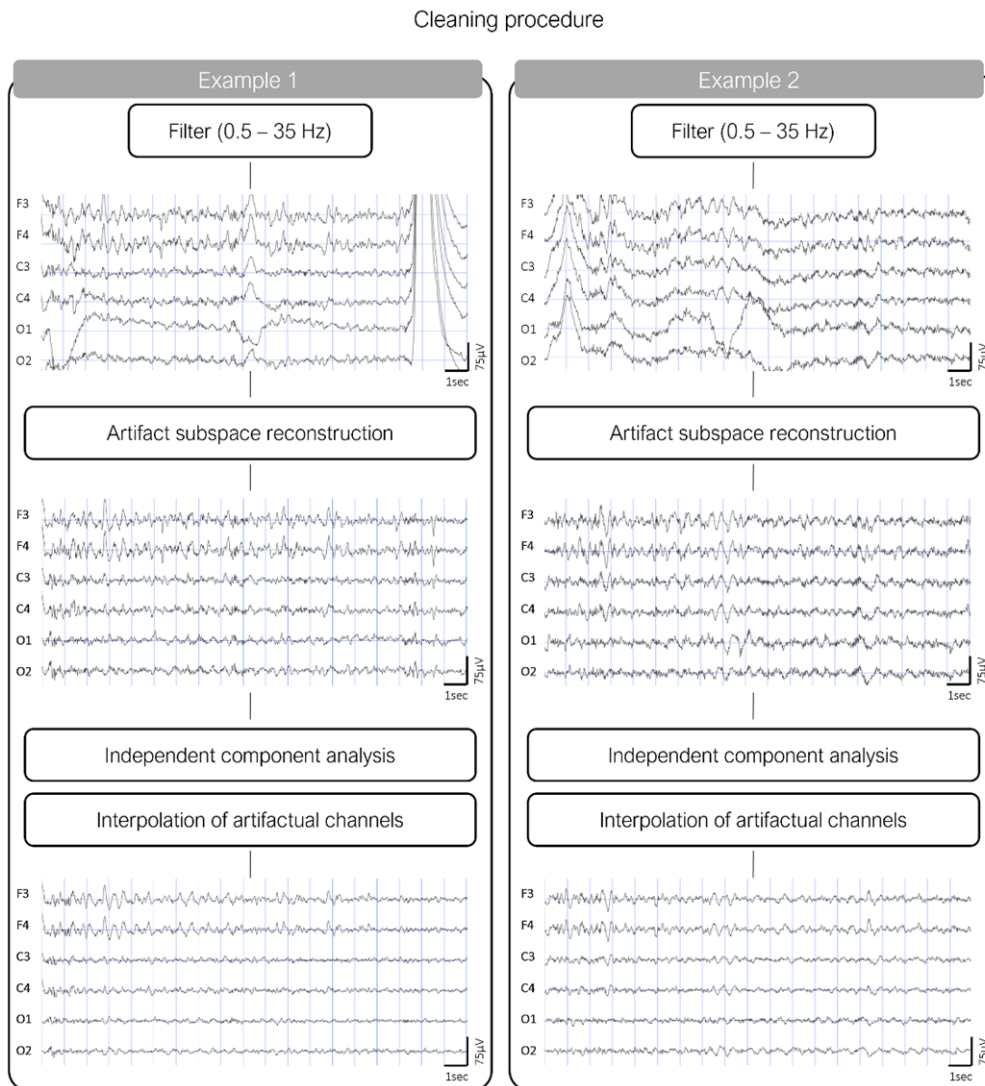 Cleaning procedure
Example 1
Filter (0.5 – 35 Hz)
F3
F4
C3
C4
O1
O2
75µV
1sec
Artifact subspace reconstruction
F3
F4
C3
C4
O1
O2
75µV
1sec
Independent component analysis
Interpolation of artifactual channels
F3
F4
C3
C4
O1
O2
75µV
1sec
Example 2
Filter (0.5 – 35 Hz)
F3
F4
C3
C4
O1
O2
75µV
1sec
Artifact subspace reconstruction
F3
F4
C3
C4
O1
O2
75µV
1sec
Independent component analysis
Interpolation of artifactual channels
F3
F4
C3
C4
O1
O2
75µV
1sec